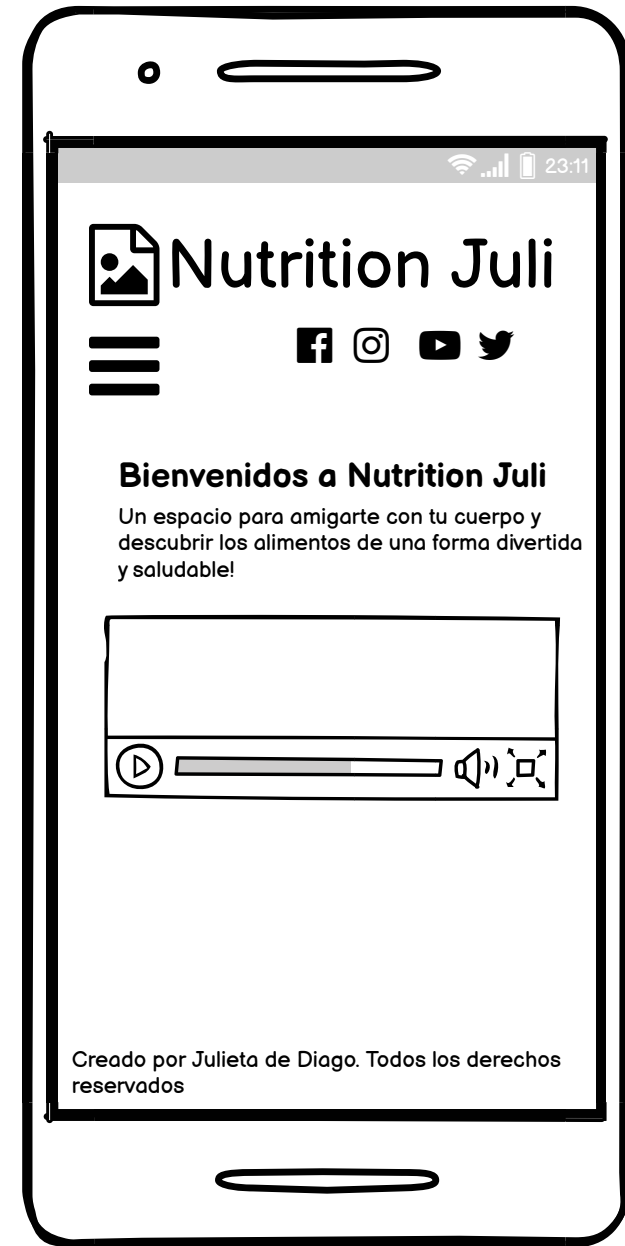 23:11
Nutrition Juli
Bienvenidos a Nutrition Juli
Un espacio para amigarte con tu cuerpo y
descubrir los alimentos de una forma divertida
y saludable!
Creado por Julieta de Diago. Todos los derechos
reservados